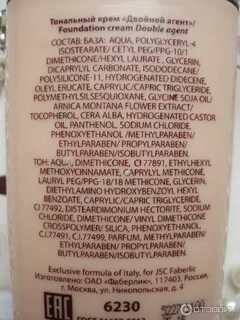 Тональный крем «Двойной агент»/
Foundation cream Double agent
СОСТАВ: БАЗА: AQUA, POLYGLYCERYL-4
ISOSTEARATE/ CETYL PEG/PPG-10/1
DIMETHICONE/HEXYL LAURATE, GLYCERIN,
DICAPRYLYL CARBONATE, ISODODECANE/
POLYSILICONE-11, HYDROGENATED DIDECENE,
OLEYL ERUCATE, CAPRYLIC/CAPRIC TRIGLYCERIDE,
POLYMETHYLSILSESQUIOXANE, GLYCINE SOJA OIL/
ARNICA MONTANA FLOWER EXTRACT/
TOCOPHEROL, CERA ALBA, HYDROGENATED CASTOR
OIL, PANTHENOL, SODIUM CHLORIDE,
PHENOXYETHANOL/METHYLPARABEN/
ETHYLPARABEN/ PROPYLPARABEN/
BUTYLPARABEN/ISOBUTYLPARABEN.
ТОН: AQUA, DIMETHICONE, CI 77891, ETHYLHEXYL
METHOXYCINNAMATE, CAPRYLYL METHICONE,
LAURYL PEG/PPG-18/18 METHICONE, GLYCERIN,
DIETHYLAMINO HYDROXYBENZOYL HEXYL
BENZOATE, CAPRYLIC/CAPRIC TRIGLYCERIDE,
CI 77492, DISTEARDIMONIUM HECTORITE, SODIUM
CHLORIDE, DIMETHICONE/ VINYL DIMETHICONE
CROSSPOLYMER/ SILICA, PHENOXYETHANOL,
CI 77491, CI 77499, PARFUM, METHYLPARABEN/
ETHYLPARABEN/ PROPYLPARABEN/
BUTYLPARABEN/ ISOBUTYLPARABEN
Exclusive formula of Italy, for JSC Faberlic
Изготовлено: ОАО «Фаберлик», 117403, Россия,
г. Москва, ул. Никопольская, д. 4
EAC
6230
ОТЗОВИК